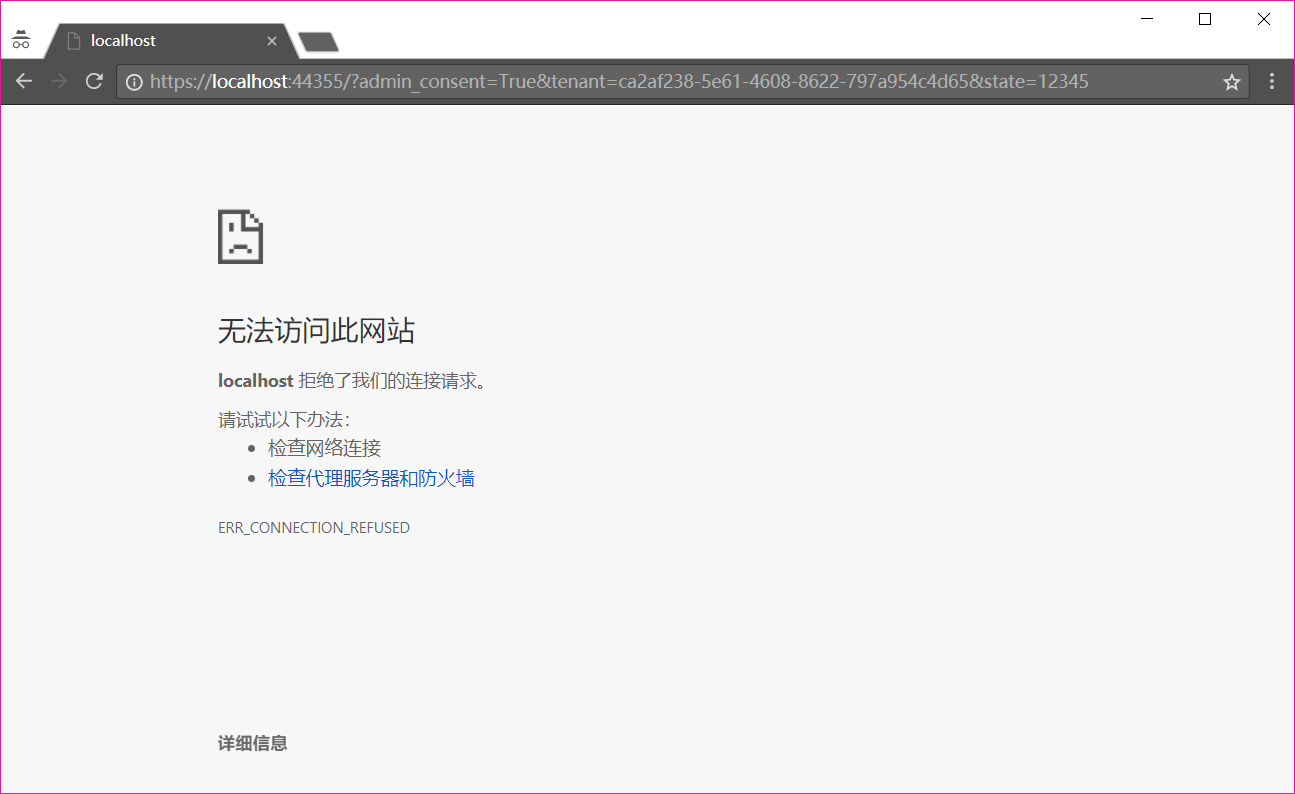 localhost
https://localhost:44355/?admin_consent=True&tenant=ca2af238-5e61-4608-8622-797a954c4d65&state=12345
无法访问此网站
localhost 拒绝了我们的连接请求。
请试试以下办法：
检查网络连接
检查代理服务器和防火墙
ERR_CONNECTION_REFUSED
详细信息